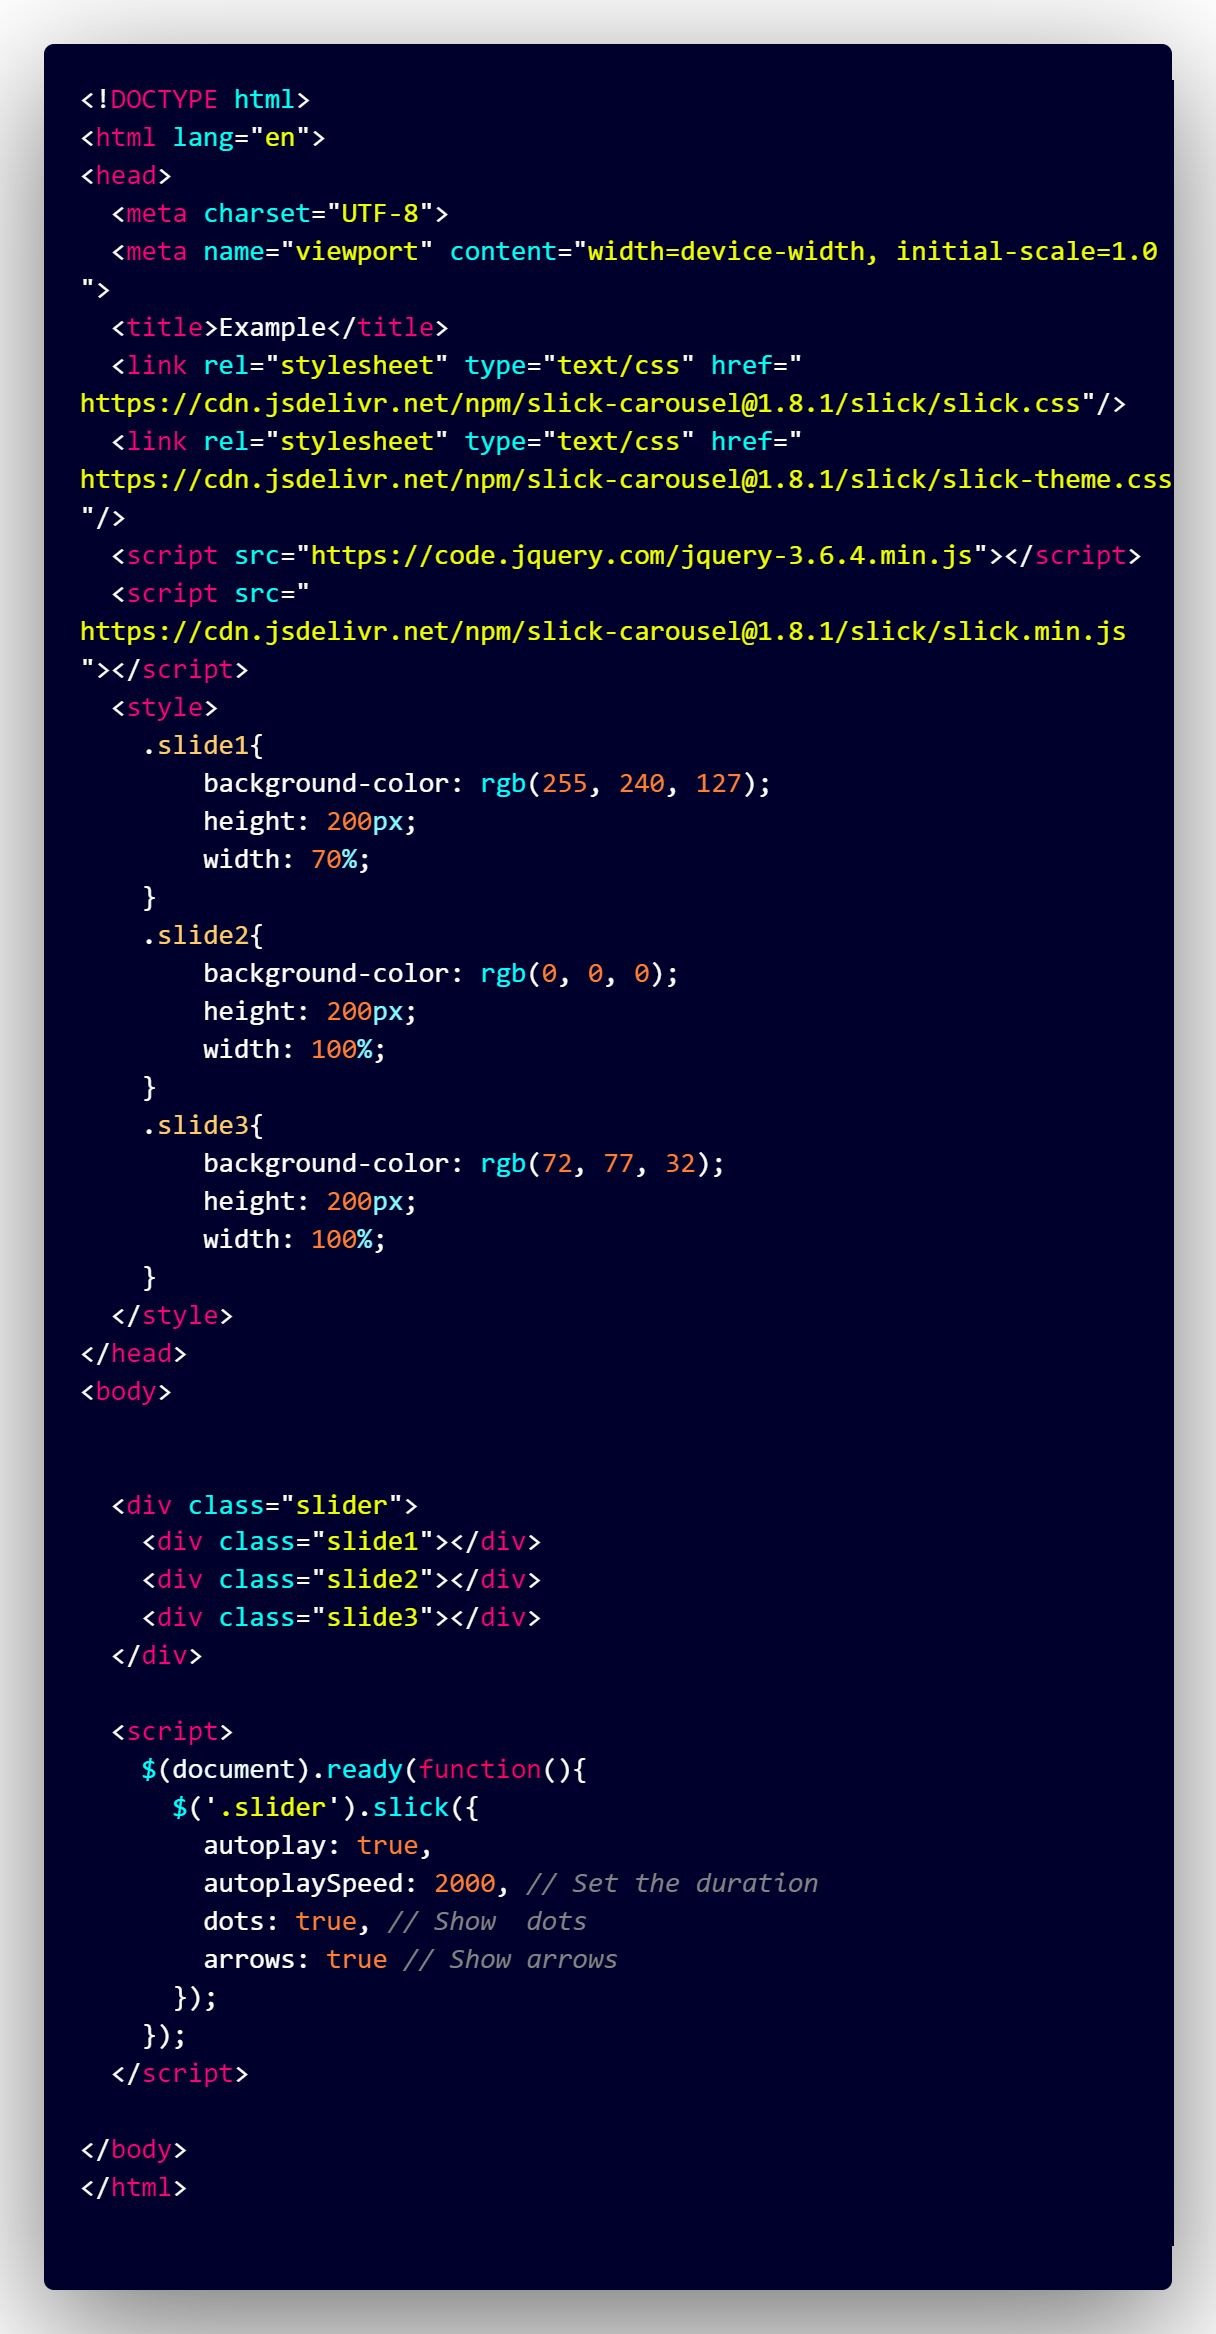 <!DOCTYPE html>
<html lang="en">
<head>
  <meta charset="UTF-8">
  <meta name="viewport" content="width=device-width, initial-scale=1.0
">
  <title>Example</title>
  <link rel="stylesheet" type="text/css" href="
https://cdn.jsdelivr.net/npm/slick-carousel@1.8.1/slick/slick.css"/>
  <link rel="stylesheet" type="text/css" href="
https://cdn.jsdelivr.net/npm/slick-carousel@1.8.1/slick/slick-theme.css
"/>
  <script src="https://code.jquery.com/jquery-3.6.4.min.js"></script>
  <script src="
https://cdn.jsdelivr.net/npm/slick-carousel@1.8.1/slick/slick.min.js
"></script>
  <style>
    .slide1{
        background-color: rgb(255, 240, 127);
        height: 200px;
        width: 70%;
    }
    .slide2{
        background-color: rgb(0, 0, 0);
        height: 200px;
        width: 100%;
    }
    .slide3{
        background-color: rgb(72, 77, 32);
        height: 200px;
        width: 100%;
    }
  </style>
</head>
<body>
  <div class="slider">
    <div class="slide1"></div>
    <div class="slide2"></div>
    <div class="slide3"></div>
  </div>
  <script>
    $(document).ready(function(){
      $('.slider').slick({
        autoplay: true,
        autoplaySpeed: 2000, // Set the duration
        dots: true, // Show  dots
        arrows: true // Show arrows
      });
    });
  </script>
</body>
</html>